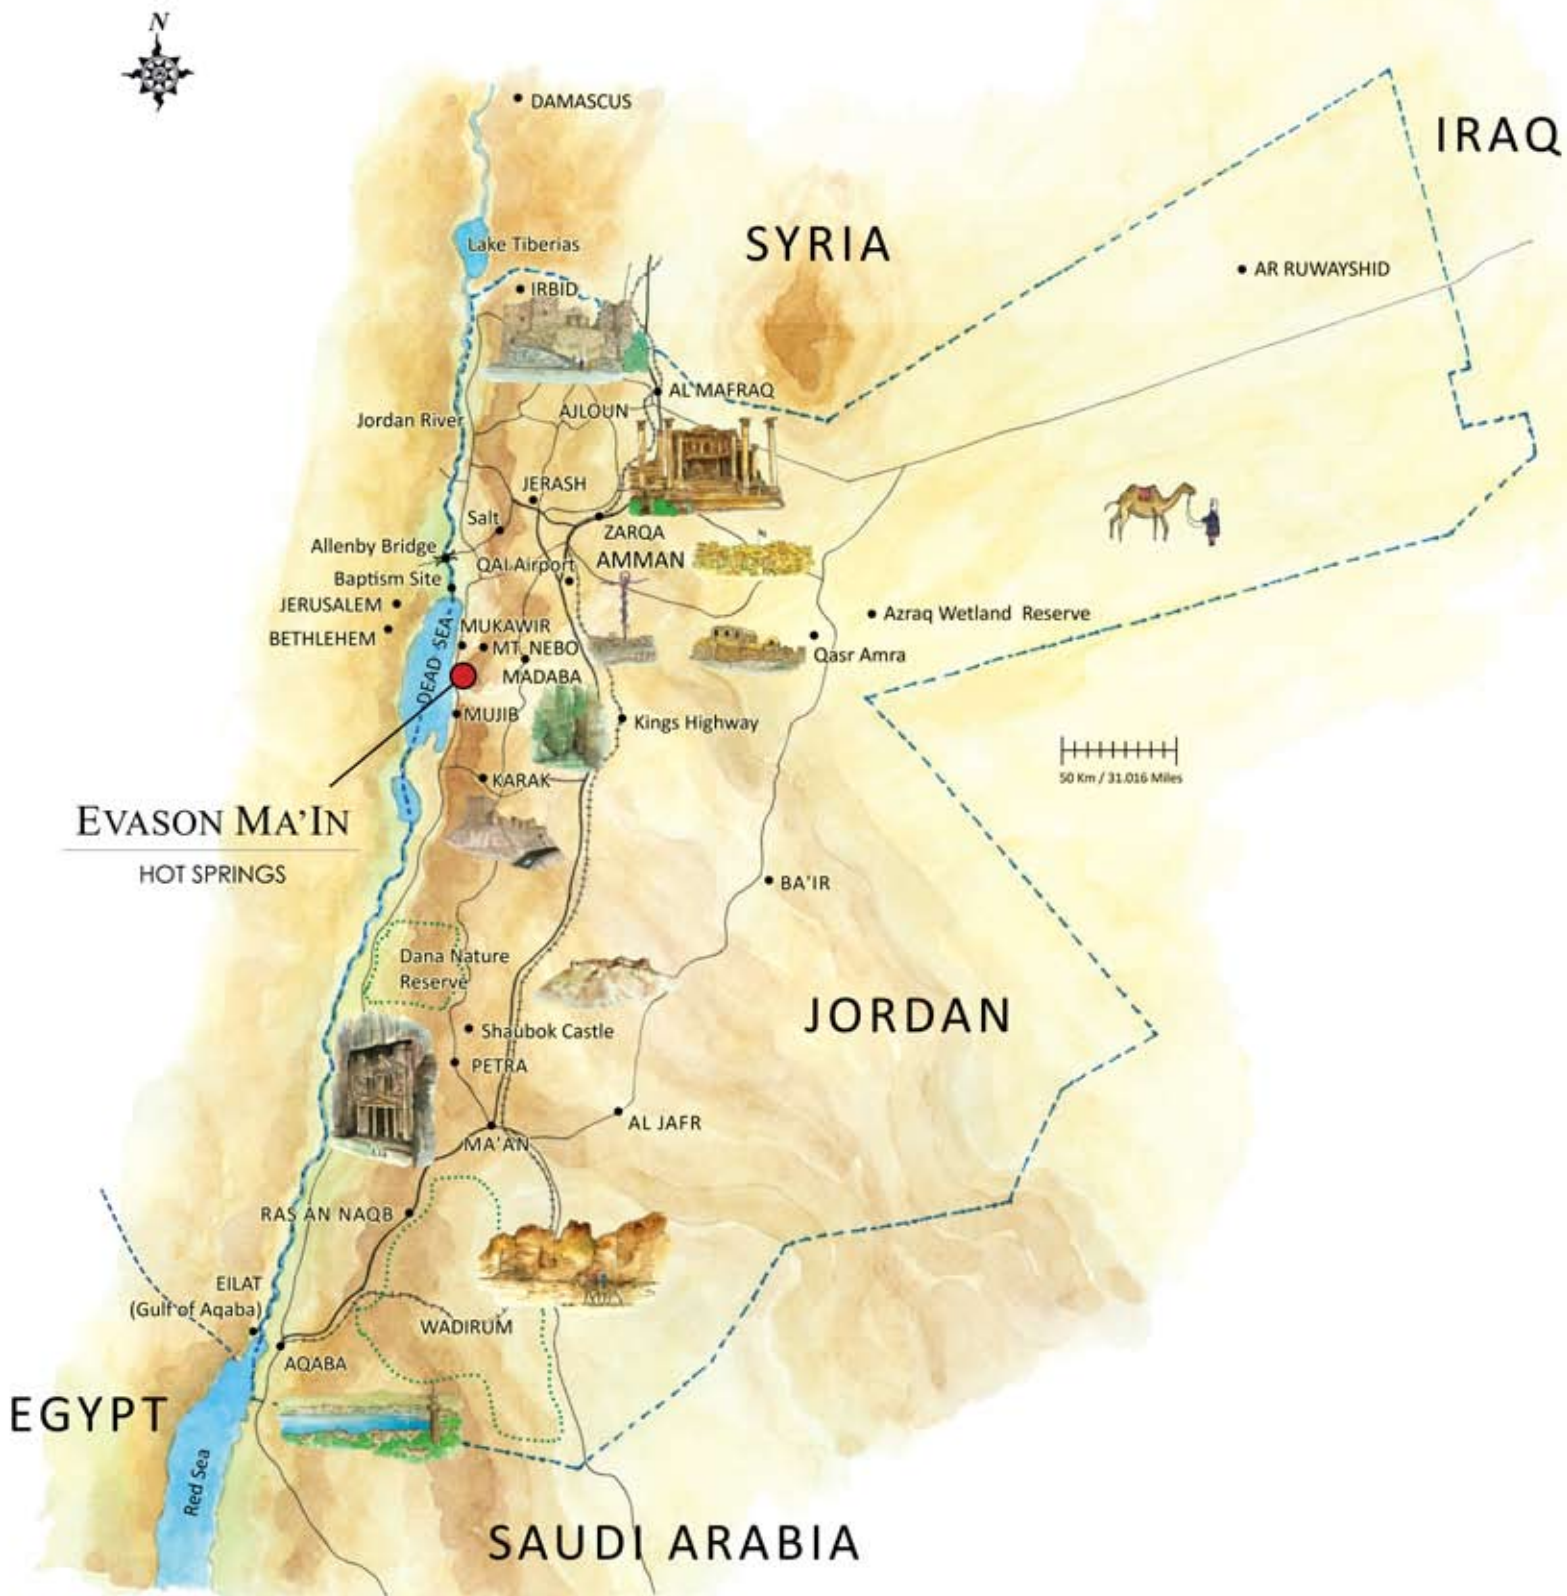 N
DAMASCUS
IRAQ
SYRIA
Lake Tiberias
AR RUWAYSHID
IRBID
AL MAFRAQ
AJLOUN
Jordan River
JERASH
Salt
ZARQA
Allenby Bridge
QAI Airport
AMMAN
Baptism Site
JERUSALEM
Azraq Wetland Reserve
BETHLEHEM
MUKAWIR
MT NEBO
DEAD SEA
Qasr Amra
MADABA
MUJIB
Kings Highway
50 Km / 31.016 Miles
KARAK
EVASON MA'IN
HOT SPRINGS
BA'IR
Dana Nature
Reserve
JORDAN
Shaubok Castle
PETRA
AL JAFR
MA'AN
RAS AN NAQB
EILAT
(Gulf of Aqaba)
WADIRUM
AQABA
EGYPT
Red Sea
SAUDI ARABIA